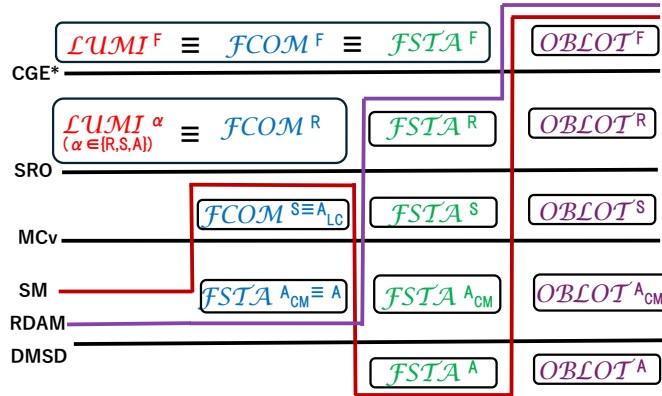 LUMI F ≡ FCOM F ≡ FSTA F OBLOT F
CGE*
LUMI α ≡ FCOM R FSTA R OBLOT R
(α∈{R,S,A})
SRO
FCOM S≡A_LC FSTA S OBLOT S
MCv
SM FSTA A_CM≡A FSTA A_CM OBLOT A_CM
RDAM
DMSD
FSTA A OBLOT A